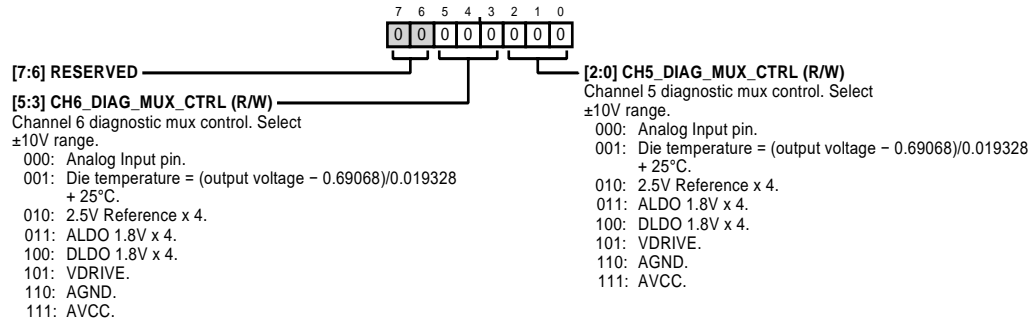 7 6 5 4 3 2 1 0
0 0 0 0 0 0 0 0
[7:6] RESERVED
[5:3] CH6_DIAG_MUX_CTRL (R/W)
Channel 6 diagnostic mux control. Select
±10V range.
000: Analog Input pin.
001: Die temperature = (output voltage − 0.69068)/0.019328
+ 25°C.
010: 2.5V Reference x 4.
011: ALDO 1.8V x 4.
100: DLDO 1.8V x 4.
101: VDRIVE.
110: AGND.
111: AVCC.
[2:0] CH5_DIAG_MUX_CTRL (R/W)
Channel 5 diagnostic mux control. Select
±10V range.
000: Analog Input pin.
001: Die temperature = (output voltage − 0.69068)/0.019328
+ 25°C.
010: 2.5V Reference x 4.
011: ALDO 1.8V x 4.
100: DLDO 1.8V x 4.
101: VDRIVE.
110: AGND.
111: AVCC.